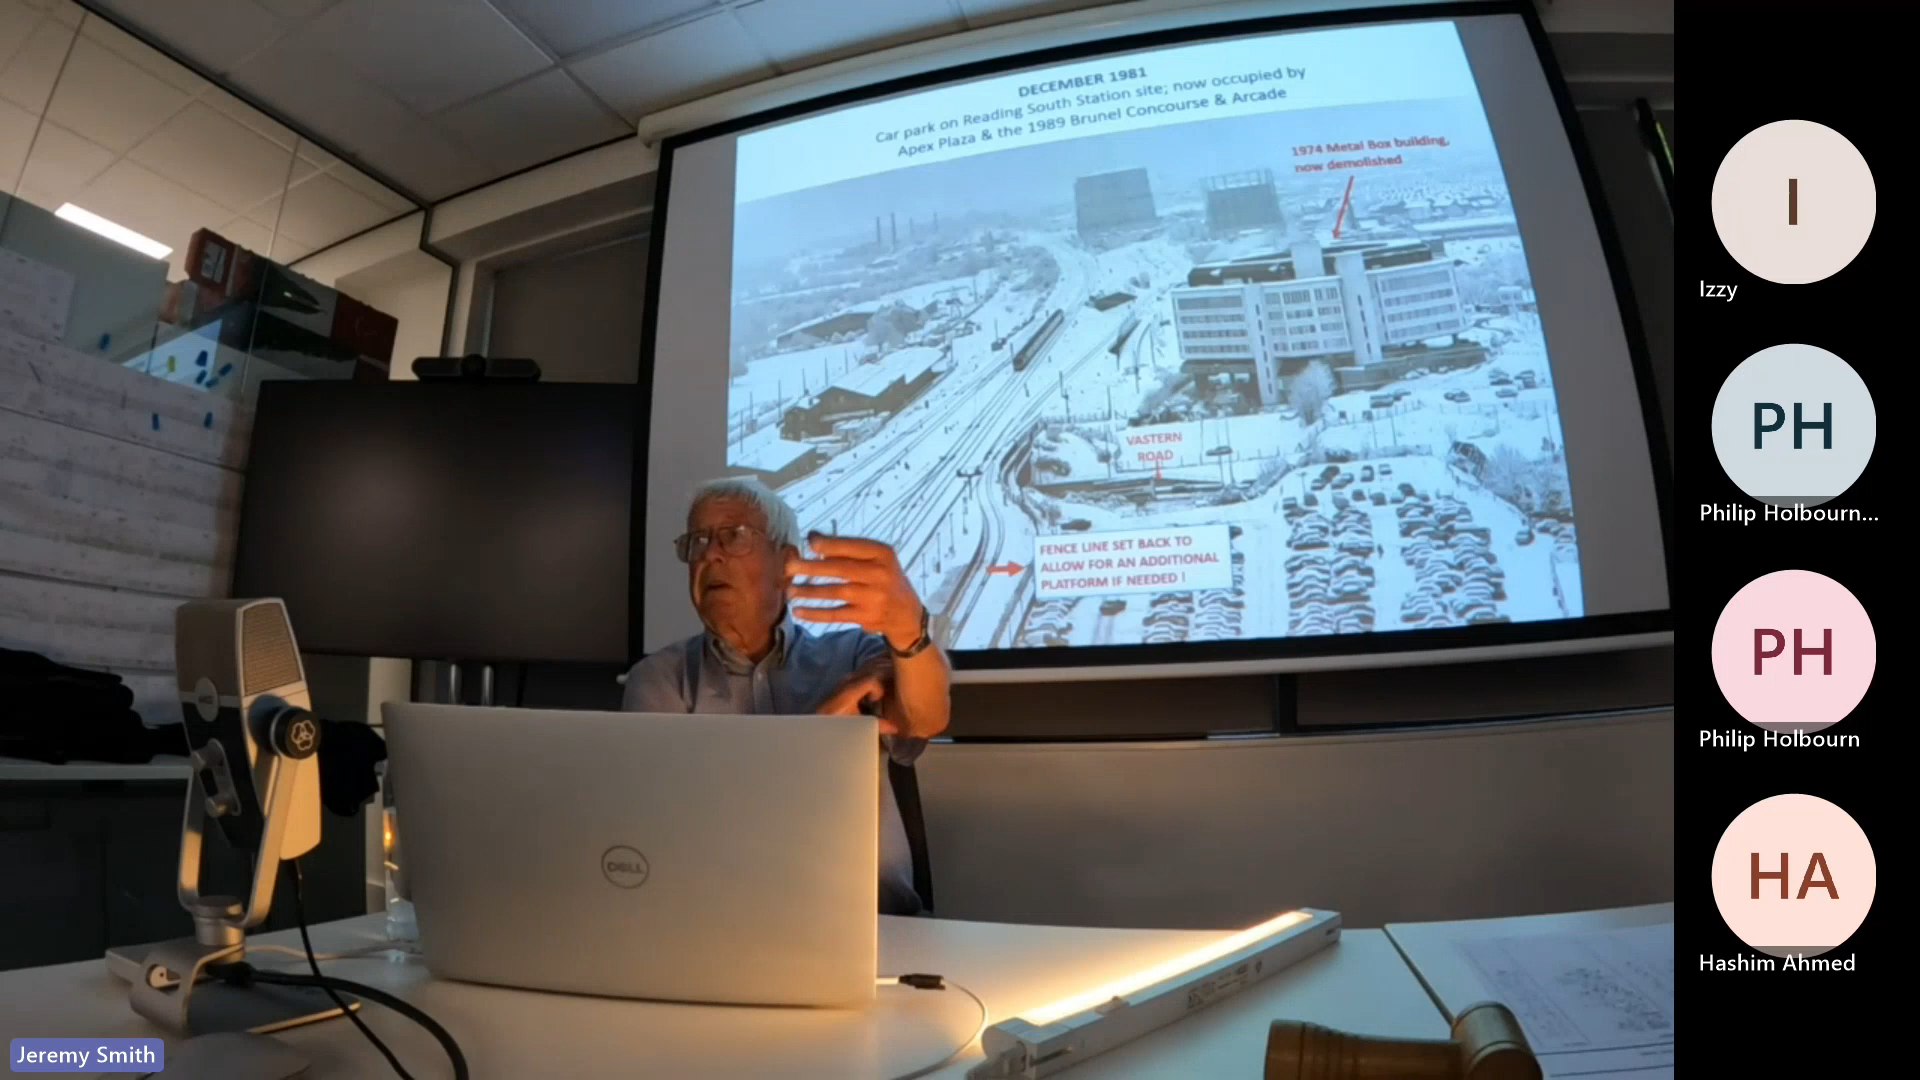 DECEMBER 1981
Car park on Reading South Station site; now occupied by
Apex Plaza & the 1989 Brunel Concourse & Arcade
1974 Metal Box building,
now demolished
VASTERN
ROAD
FENCE LINE SET BACK TO
ALLOW FOR AN ADDITIONAL
PLATFORM IF NEEDED !
DELL
Jeremy Smith
I
Izzy
PH
Philip Holbourn...
PH
Philip Holbourn
HA
Hashim Ahmed